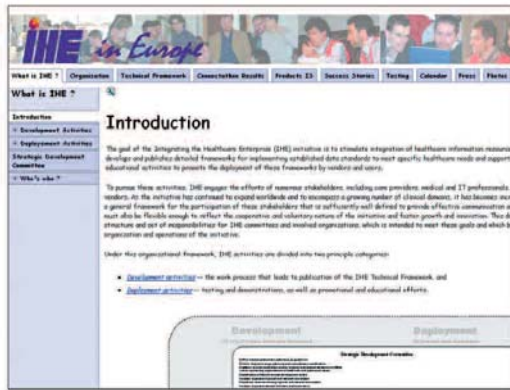 IHE in Europe
What is IHE ? Organisation Technical Framework Connectathon Results Products IS Success Stories Testing Calendar Press Photos
What is IHE ?
Introduction
+ Development Activities
+ Deployment Activities
Strategic Development
Committee
+ Who's who ?
Introduction
The goal of the Integrating the Healthcare Enterprise (IHE) initiative is to stimulate integration of healthcare information resource
develops and publishes detailed frameworks for implementing established data standards to meet specific healthcare needs and support
educational activities to promote the deployment of these frameworks by vendors and users.
To pursue these activities, IHE engages the efforts of numerous stakeholders, including care providers, medical and IT professionals
vendors. As the initiative has continued to expand worldwide and to encompass a growing number of clinical domains, it has become
a general framework for the participation of these stakeholders that is sufficiently well defined to provide effective communication
must also be flexible enough to reflect the cooperative and voluntary nature of the initiative and foster growth and innovation. This
structure and set of responsibilities for IHE committees and involved organizations, which is intended to meet these goals and which
organization and operations of the initiative.
Under this organizational framework, IHE activities are divided into two principle categories:
• Development activities — the work process that leads to publication of the IHE Technical Framework, and
• Deployment activities — testing and demonstrations, as well as promotional and educational efforts.
Development Deployment
Strategic Development Committee